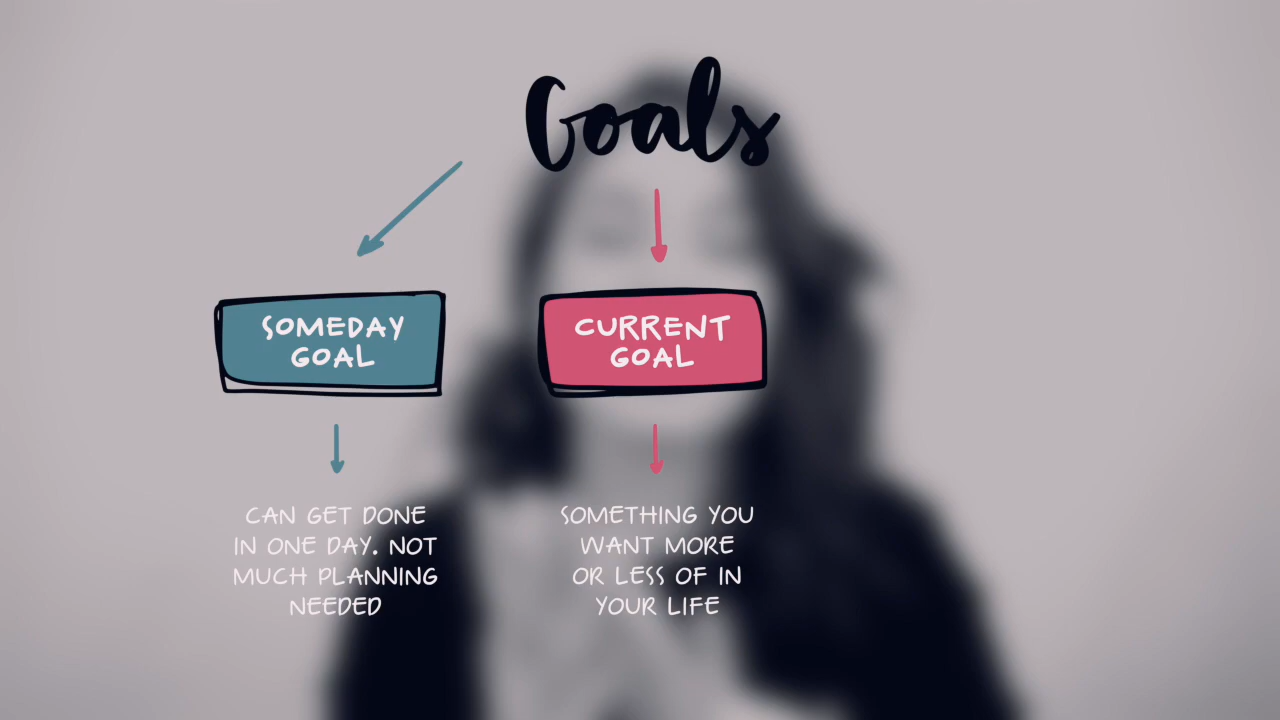 Goals
SOMEDAY
GOAL
CURRENT
GOAL
CAN GET DONE
IN ONE DAY. NOT
MUCH PLANNING
NEEDED
SOMETHING YOU
WANT MORE
OR LESS OF IN
YOUR LIFE